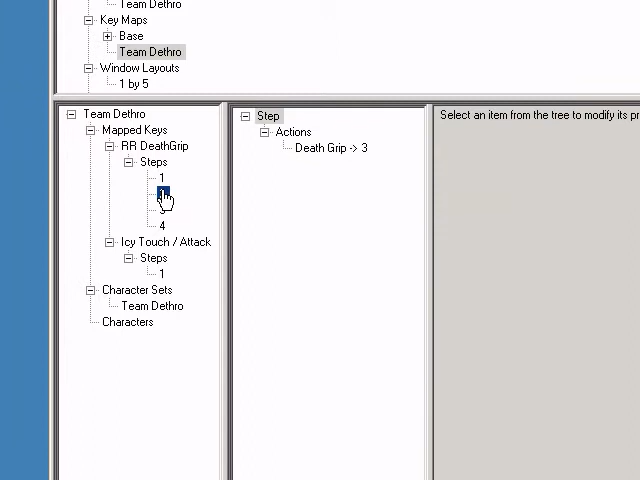 Team Dethro
Key Maps
Base
Team Dethro
Window Layouts
1 by 5
Team Dethro
Mapped Keys
RR DeathGrip
Steps
1
4
Icy Touch / Attack
Steps
1
Character Sets
Team Dethro
Characters
Step
Actions
Death Grip -> 3
Select an item from the tree to modify its pr